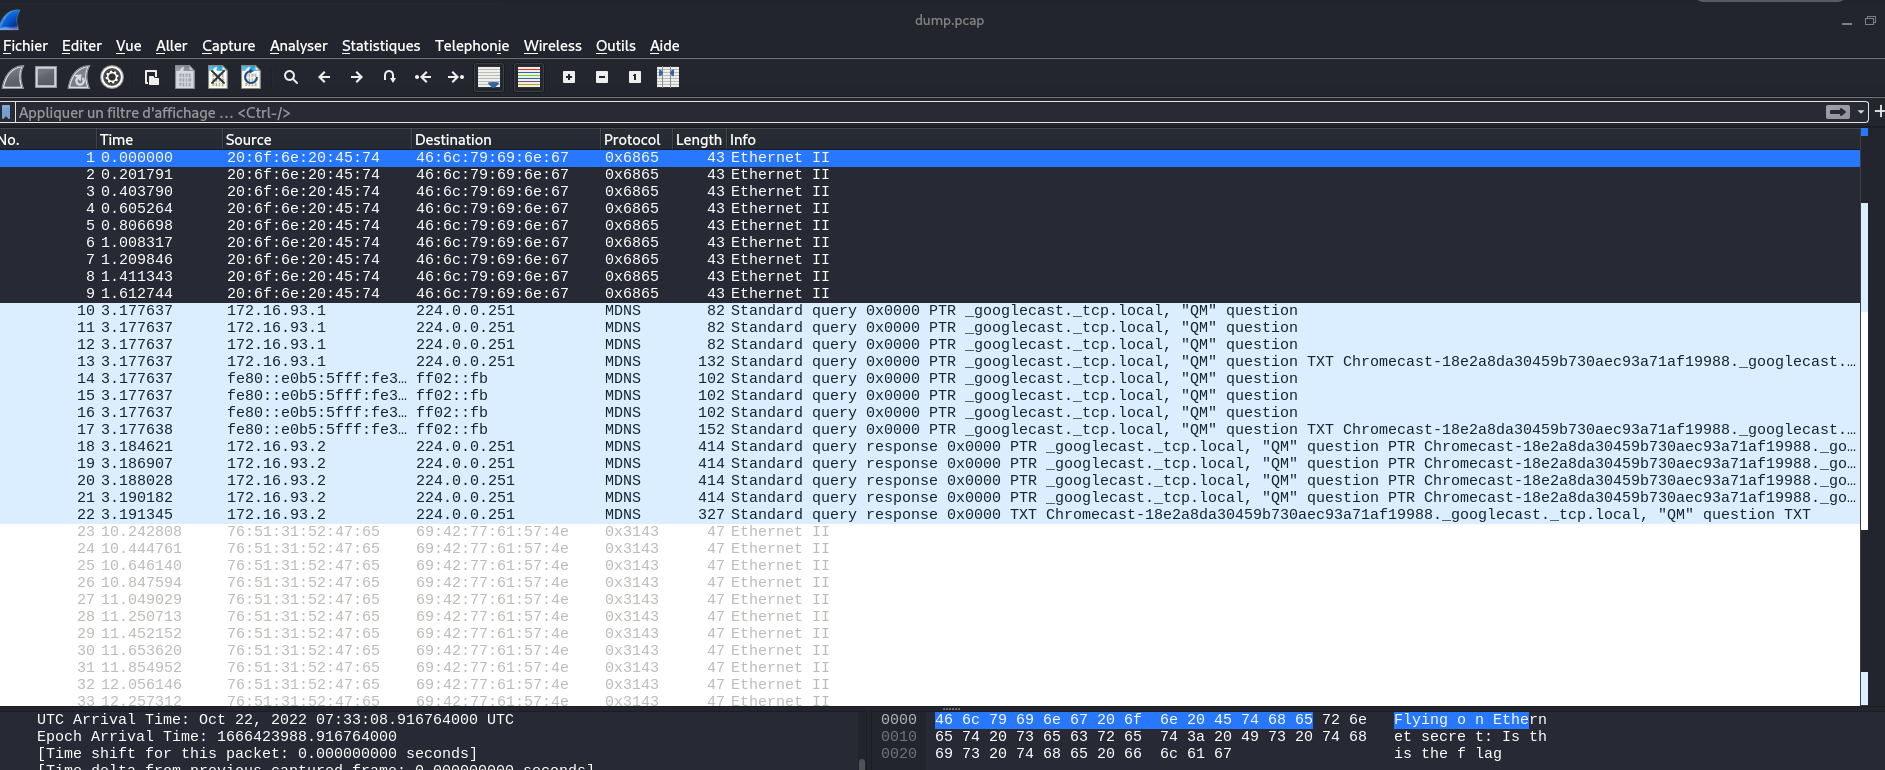 dump.pcap
Fichier Editer Vue Aller Capture Analyser Statistiques Telephonie Wireless Outils Aide
Appliquer un filtre d'affichage … <Ctrl-/>
No. Time Source Destination Protocol Length Info
1 0.000000 20:6f:6e:20:45:74 46:6c:79:69:6e:67 0x6865 43 Ethernet II
2 0.201791 20:6f:6e:20:45:74 46:6c:79:69:6e:67 0x6865 43 Ethernet II
3 0.403790 20:6f:6e:20:45:74 46:6c:79:69:6e:67 0x6865 43 Ethernet II
4 0.605264 20:6f:6e:20:45:74 46:6c:79:69:6e:67 0x6865 43 Ethernet II
5 0.806698 20:6f:6e:20:45:74 46:6c:79:69:6e:67 0x6865 43 Ethernet II
6 1.008317 20:6f:6e:20:45:74 46:6c:79:69:6e:67 0x6865 43 Ethernet II
7 1.209846 20:6f:6e:20:45:74 46:6c:79:69:6e:67 0x6865 43 Ethernet II
8 1.411343 20:6f:6e:20:45:74 46:6c:79:69:6e:67 0x6865 43 Ethernet II
9 1.612744 20:6f:6e:20:45:74 46:6c:79:69:6e:67 0x6865 43 Ethernet II
10 3.177637 172.16.93.1 224.0.0.251 MDNS 82 Standard query 0x0000 PTR _googlecast._tcp.local, "QM" question
11 3.177637 172.16.93.1 224.0.0.251 MDNS 82 Standard query 0x0000 PTR _googlecast._tcp.local, "QM" question
12 3.177637 172.16.93.1 224.0.0.251 MDNS 82 Standard query 0x0000 PTR _googlecast._tcp.local, "QM" question
13 3.177637 172.16.93.1 224.0.0.251 MDNS 132 Standard query 0x0000 PTR _googlecast._tcp.local, "QM" question TXT Chromecast-18e2a8da30459b730aec93a71af19988._googlecast.…
14 3.177637 fe80::e0b5:5fff:fe3… ff02::fb MDNS 102 Standard query 0x0000 PTR _googlecast._tcp.local, "QM" question
15 3.177637 fe80::e0b5:5fff:fe3… ff02::fb MDNS 102 Standard query 0x0000 PTR _googlecast._tcp.local, "QM" question
16 3.177637 fe80::e0b5:5fff:fe3… ff02::fb MDNS 102 Standard query 0x0000 PTR _googlecast._tcp.local, "QM" question
17 3.177638 fe80::e0b5:5fff:fe3… ff02::fb MDNS 152 Standard query 0x0000 PTR _googlecast._tcp.local, "QM" question TXT Chromecast-18e2a8da30459b730aec93a71af19988._googlecast.…
18 3.184621 172.16.93.2 224.0.0.251 MDNS 414 Standard query response 0x0000 PTR _googlecast._tcp.local, "QM" question PTR Chromecast-18e2a8da30459b730aec93a71af19988._go…
19 3.186907 172.16.93.2 224.0.0.251 MDNS 414 Standard query response 0x0000 PTR _googlecast._tcp.local, "QM" question PTR Chromecast-18e2a8da30459b730aec93a71af19988._go…
20 3.188028 172.16.93.2 224.0.0.251 MDNS 414 Standard query response 0x0000 PTR _googlecast._tcp.local, "QM" question PTR Chromecast-18e2a8da30459b730aec93a71af19988._go…
21 3.190182 172.16.93.2 224.0.0.251 MDNS 414 Standard query response 0x0000 PTR _googlecast._tcp.local, "QM" question PTR Chromecast-18e2a8da30459b730aec93a71af19988._go…
22 3.191345 172.16.93.2 224.0.0.251 MDNS 327 Standard query response 0x0000 TXT Chromecast-18e2a8da30459b730aec93a71af19988._googlecast._tcp.local, "QM" question TXT
23 10.242808 76:51:31:52:47:65 69:42:77:61:57:4e 0x3143 47 Ethernet II
24 10.444761 76:51:31:52:47:65 69:42:77:61:57:4e 0x3143 47 Ethernet II
25 10.646140 76:51:31:52:47:65 69:42:77:61:57:4e 0x3143 47 Ethernet II
26 10.847594 76:51:31:52:47:65 69:42:77:61:57:4e 0x3143 47 Ethernet II
27 11.049029 76:51:31:52:47:65 69:42:77:61:57:4e 0x3143 47 Ethernet II
28 11.250713 76:51:31:52:47:65 69:42:77:61:57:4e 0x3143 47 Ethernet II
29 11.452152 76:51:31:52:47:65 69:42:77:61:57:4e 0x3143 47 Ethernet II
30 11.653620 76:51:31:52:47:65 69:42:77:61:57:4e 0x3143 47 Ethernet II
31 11.854952 76:51:31:52:47:65 69:42:77:61:57:4e 0x3143 47 Ethernet II
32 12.056146 76:51:31:52:47:65 69:42:77:61:57:4e 0x3143 47 Ethernet II
33 12.257312 76:51:31:52:47:65 69:42:77:61:57:4e 0x3143 47 Ethernet II
UTC Arrival Time: Oct 22, 2022 07:33:08.916764000 UTC
Epoch Arrival Time: 1666423988.916764000
[Time shift for this packet: 0.000000000 seconds]
[Time delta from previous captured frame: 0.000000000 seconds]
0000 46 6c 79 69 6e 67 20 6f 6e 20 45 74 68 65 72 6e Flying o n Ethern
0010 65 74 20 73 65 63 72 65 74 3a 20 49 73 20 74 68 et secre t: Is th
0020 69 73 20 74 68 65 20 66 6c 61 67 is the f lag